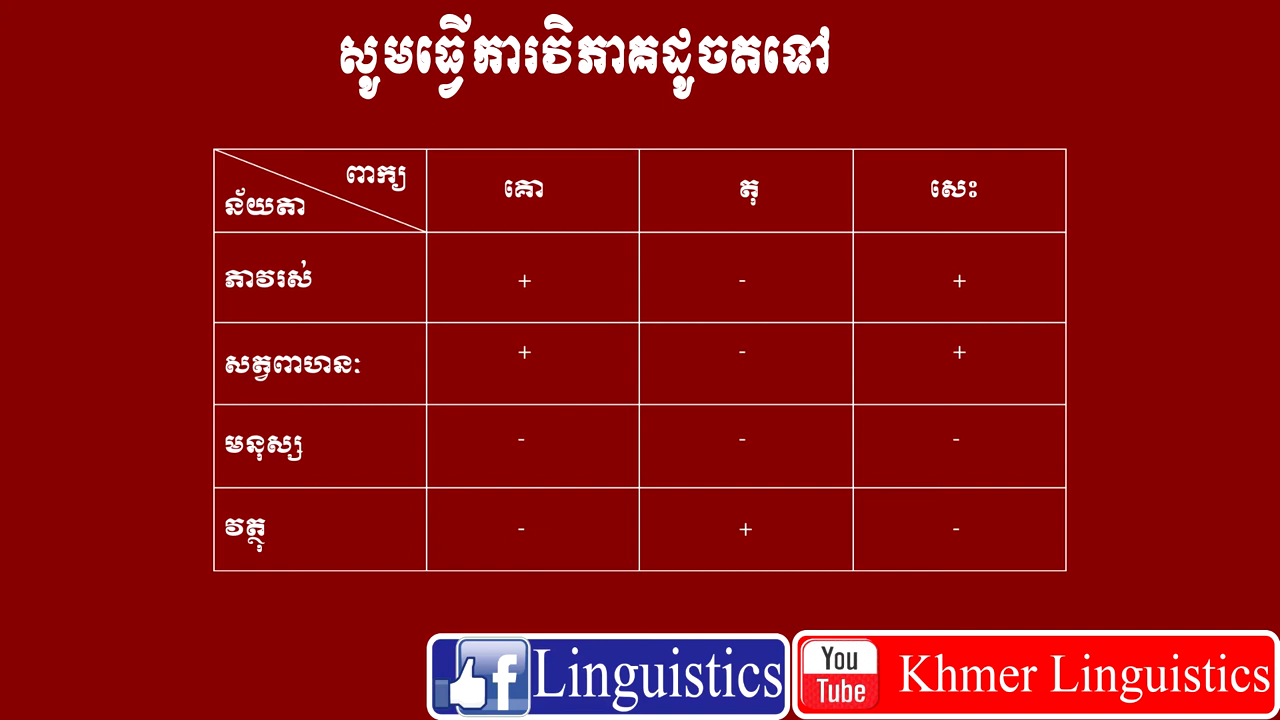 សូមធ្វើការវិភាគដូចតទៅ
ពាក្យ
ន័យតា
គោ
តុ
សេះ
ភាវរស់
+
-
+
សត្វពាហនៈ
+
-
+
មនុស្ស
-
-
-
វត្ថុ
-
+
-
Linguistics
You
Tube
Khmer Linguistics